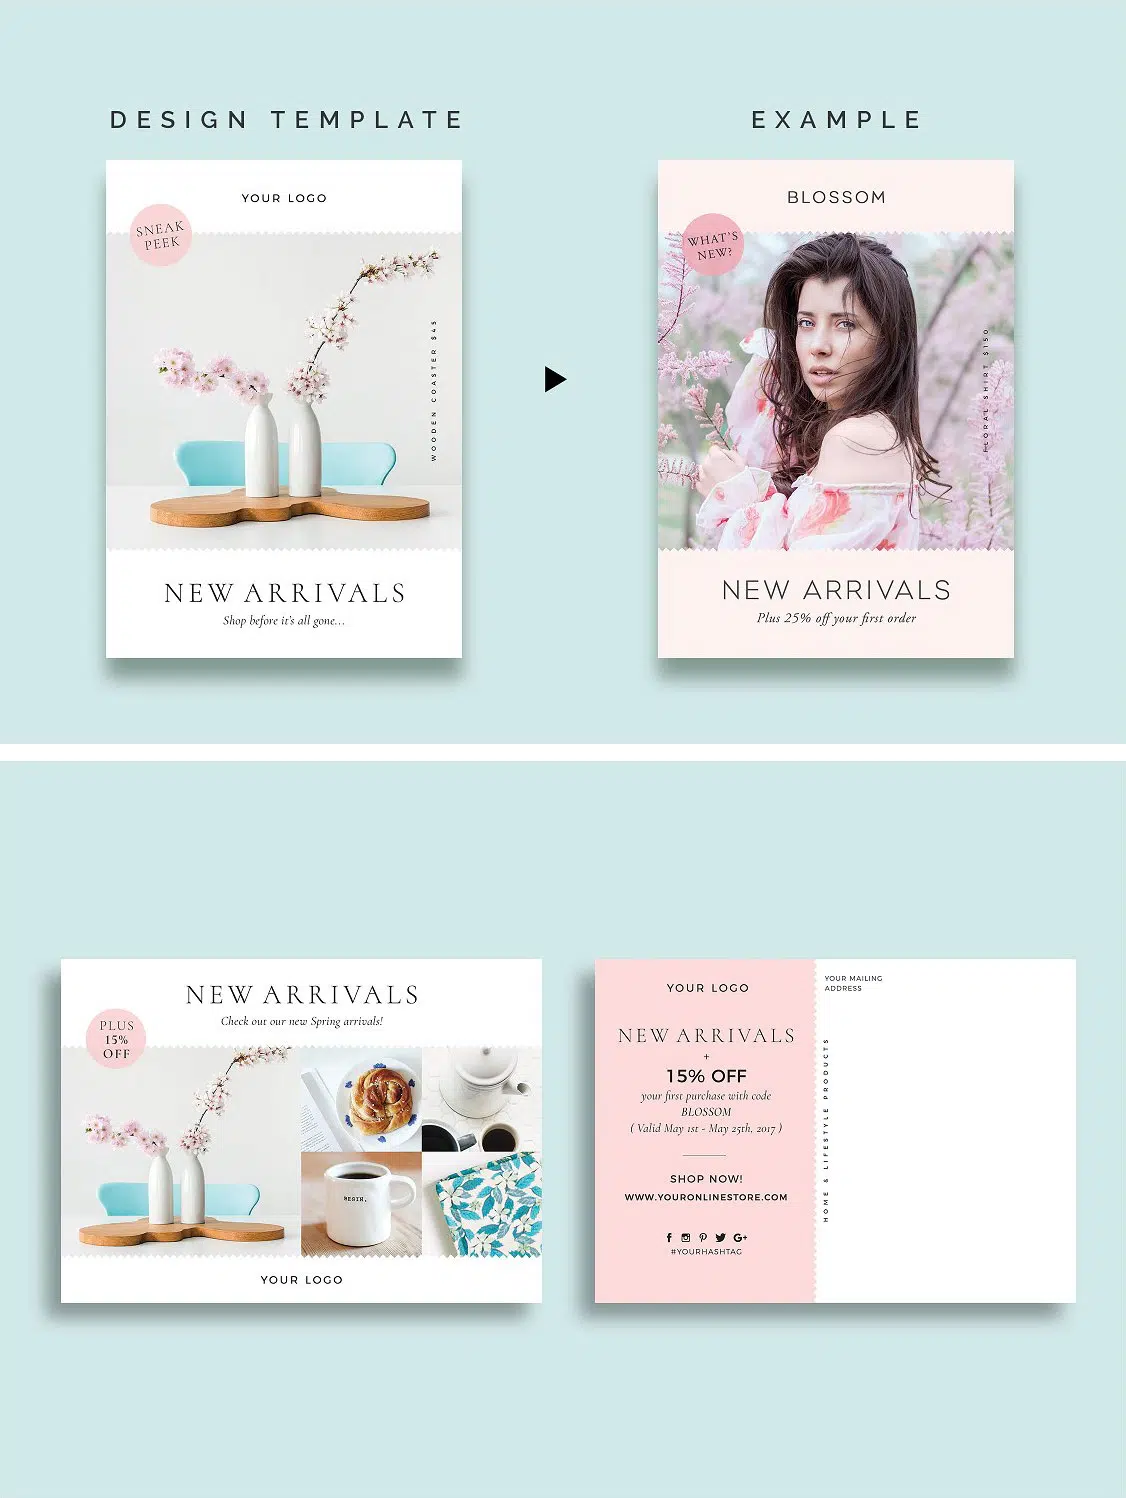 DESIGN TEMPLATE
EXAMPLE
YOUR LOGO
SNEAK
PEEK
WOODEN COASTER $45
NEW ARRIVALS
Shop before it's all gone...
BLOSSOM
WHAT'S
NEW?
FLORAL SHIRT $150
NEW ARRIVALS
Plus 25% off your first order
NEW ARRIVALS
Check out our new Spring arrivals!
PLUS
15%
OFF
BEGIN.
YOUR LOGO
YOUR LOGO
NEW ARRIVALS
+
15% OFF
your first purchase with code
BLOSSOM
( Valid May 1st - May 25th, 2017 )
SHOP NOW!
WWW.YOURONLINESTORE.COM
G+
#YOURHASHTAG
YOUR MAILING
ADDRESS
HOME & LIFESTYLE PRODUCTS